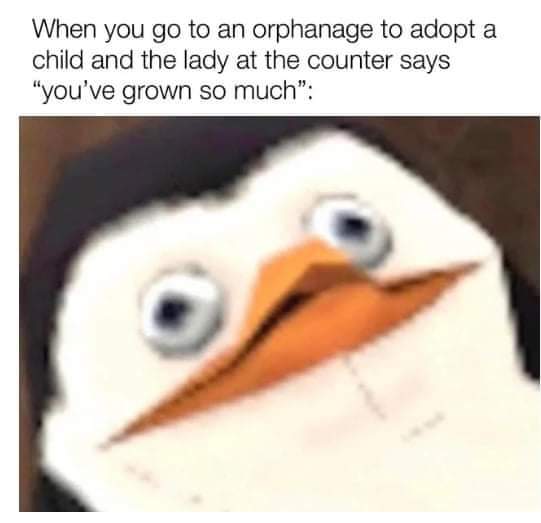 When you go to an orphanage to adopt a
child and the lady at the counter says
“you’ve grown so much”: